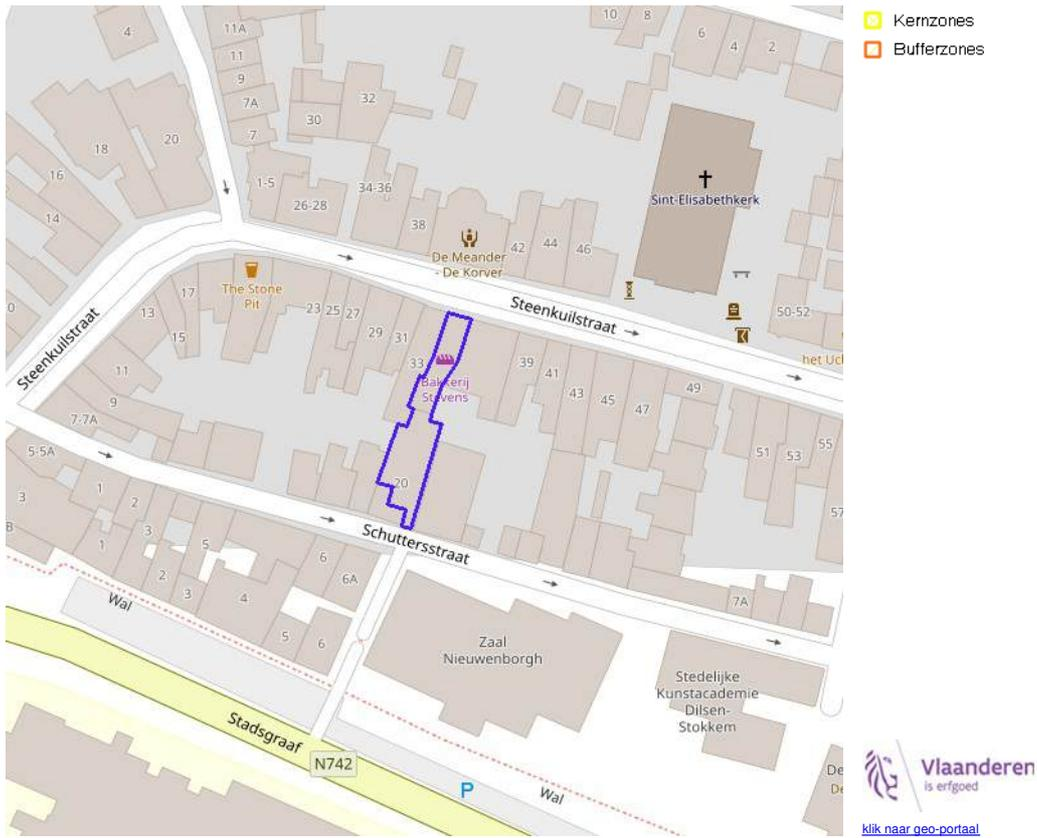 Kernzones
Bufferzones
4
11A
11
9
7A
7
10
8
6
4
2
32
30
18
20
16
14
1-5
26-28
34-36
38
De Meander
- De Korver
42
44
46
Sint-Elisabethkerk
50-52
het Uc
The Stone
Pit
Steenkuilstraat
Steenkuilstraat
17
13
15
11
9
7-7A
23
25
27
29
31
33
Bakkerij
Stevens
39
41
43
45
47
49
51
53
55
57
20
5-5A
3
B
1
2
3
1
2
3
5
4
5
6
6
6A
Schuttersstraat
7A
Wal
Zaal
Nieuwenborgh
Stedelijke
Kunstacademie
Dilsen-
Stokkem
Stadsgraaf
N742
P
Wal
De
De
Vlaanderen
is erfgoed
klik naar geo-portaal